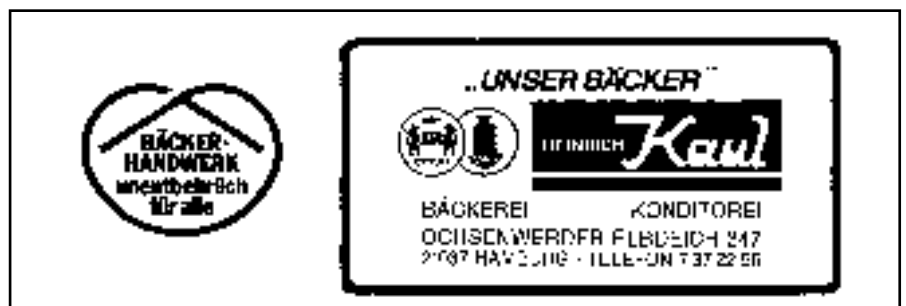 BÄCKER-
HANDWERK
unentbehrlich
für alle
„UNSER BÄCKER"
HEINRICH Kaul
BÄCKEREI KONDITOREI
OCHSENWERDER ELBDEICH 247
21037 HAMBURG - TELEFON 7 37 22 56